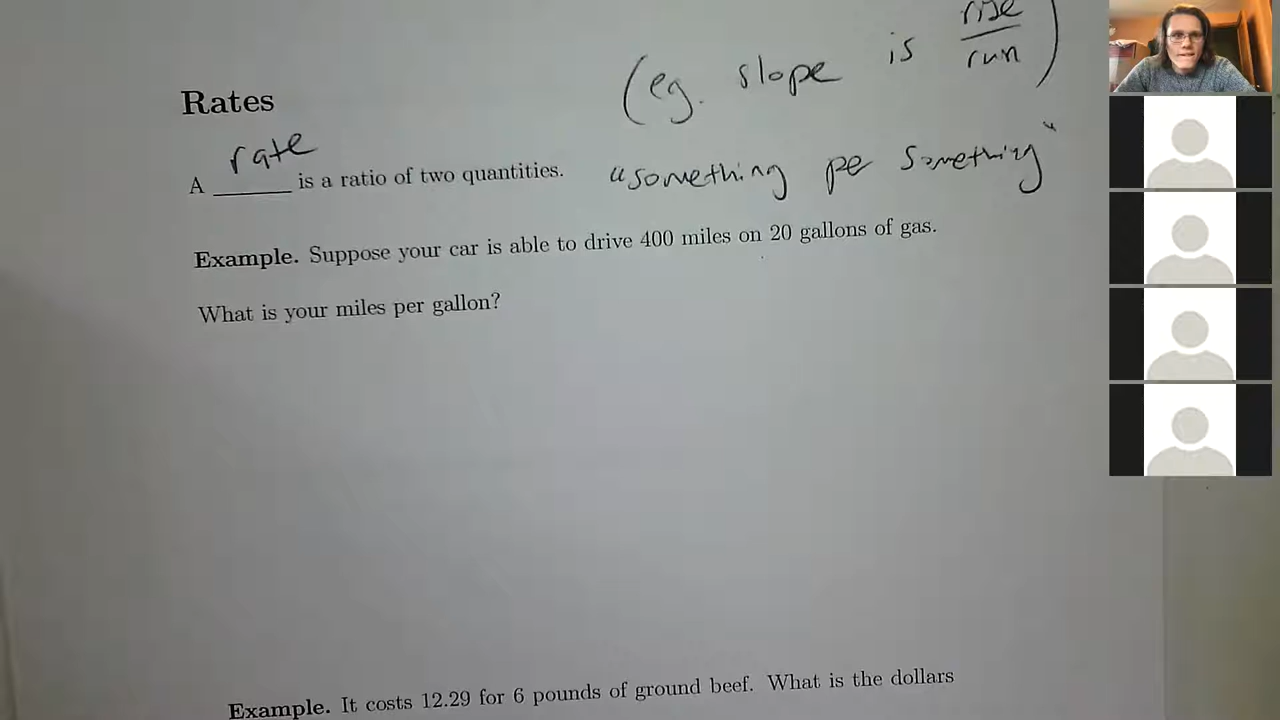 (eg. slope is rise/run)
Rates
rate
A ______ is a ratio of two quantities. "something pe something"
Example. Suppose your car is able to drive 400 miles on 20 gallons of gas.
What is your miles per gallon?
Example. It costs 12.29 for 6 pounds of ground beef. What is the dollars